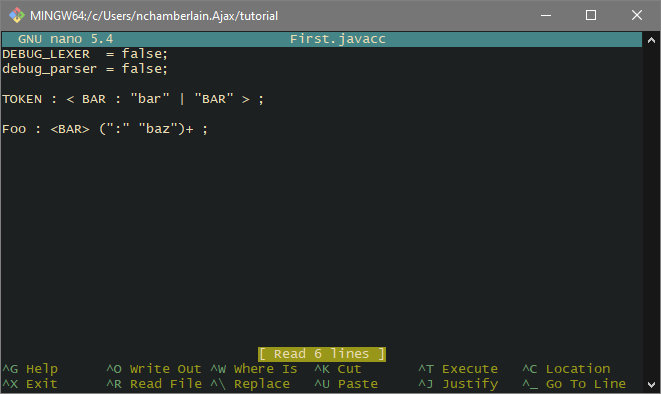 MINGW64:/c/Users/nchamberlain.Ajax/tutorial
GNU nano 5.4 First.javacc
DEBUG_LEXER  = false;
debug_parser = false;
TOKEN : < BAR : "bar" | "BAR" > ;
Foo : <BAR> (":" "baz")+ ;
[ Read 6 lines ]
^G Help ^O Write Out ^W Where Is ^K Cut ^T Execute ^C Location
^X Exit ^R Read File ^\ Replace ^U Paste ^J Justify ^_ Go To Line